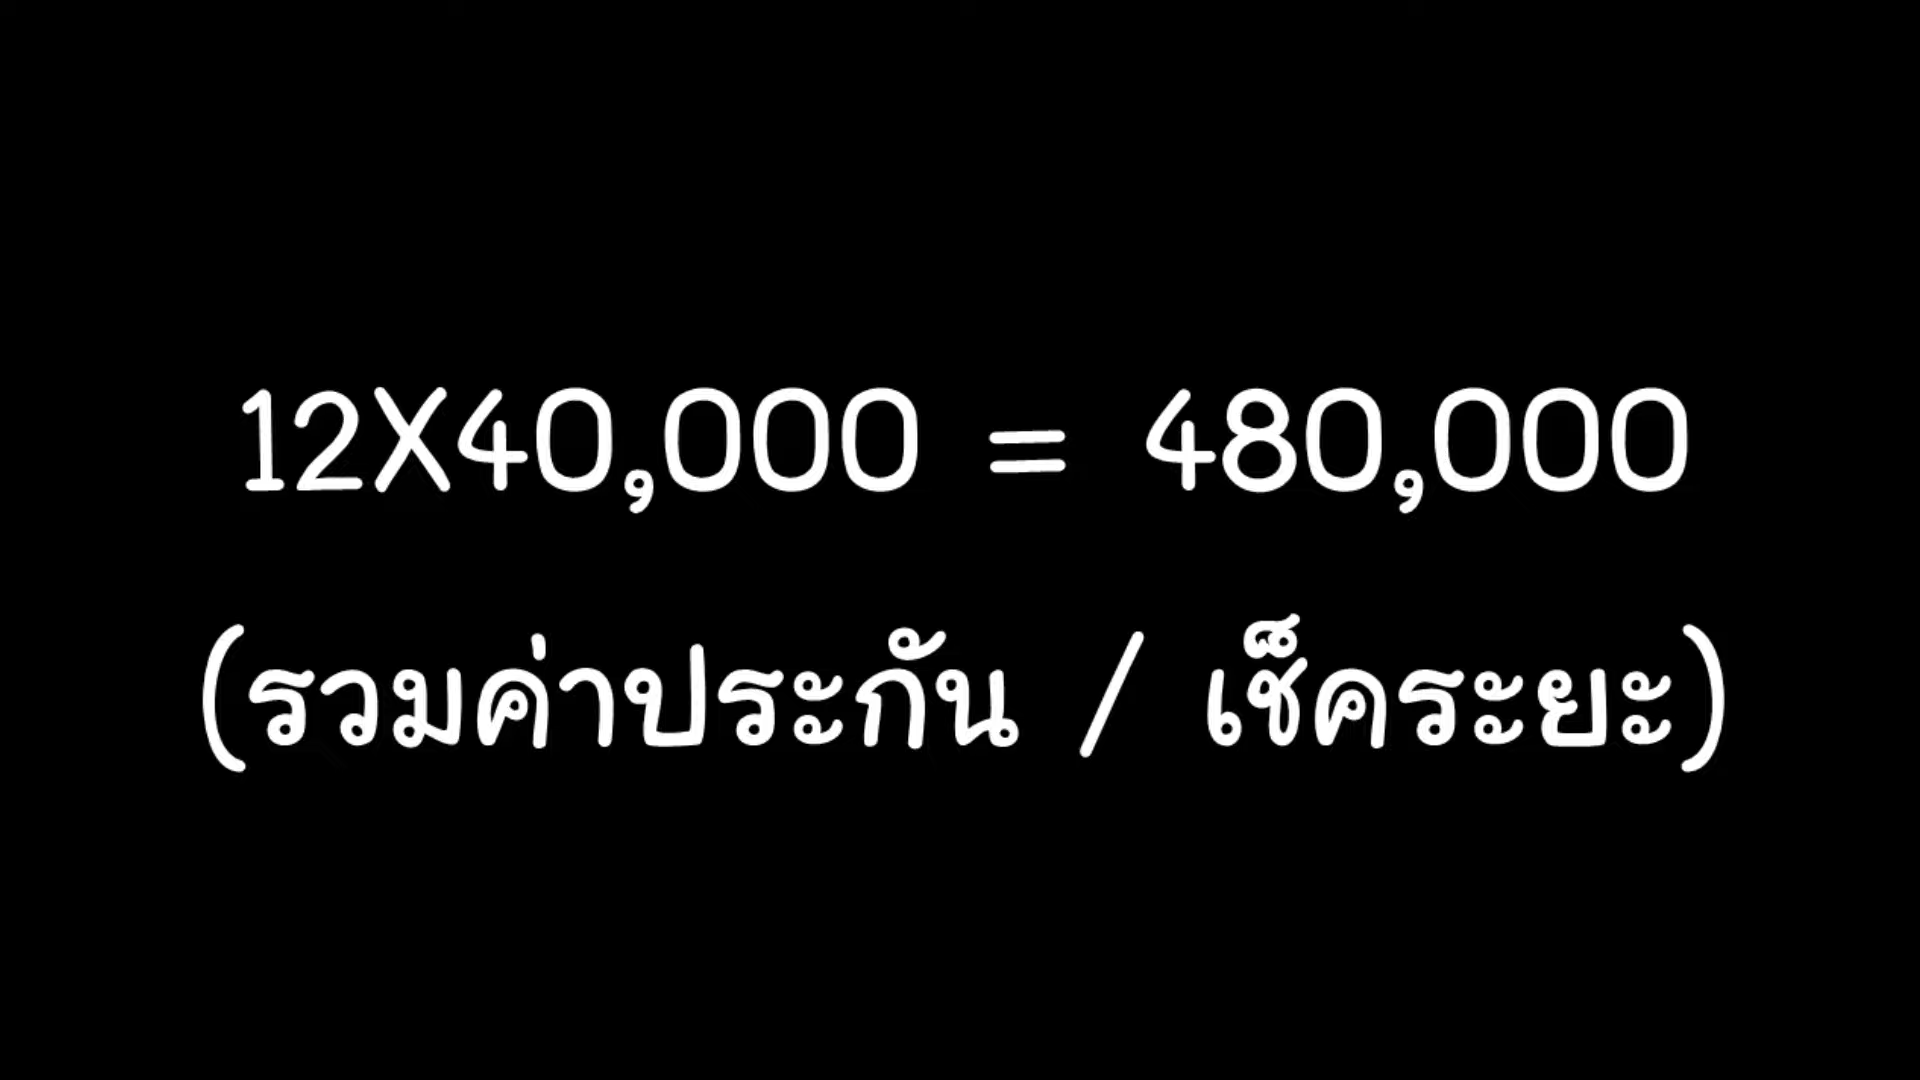 12X40,000 = 480,000
(รวมค่าประกัน / เช็คระยะ)